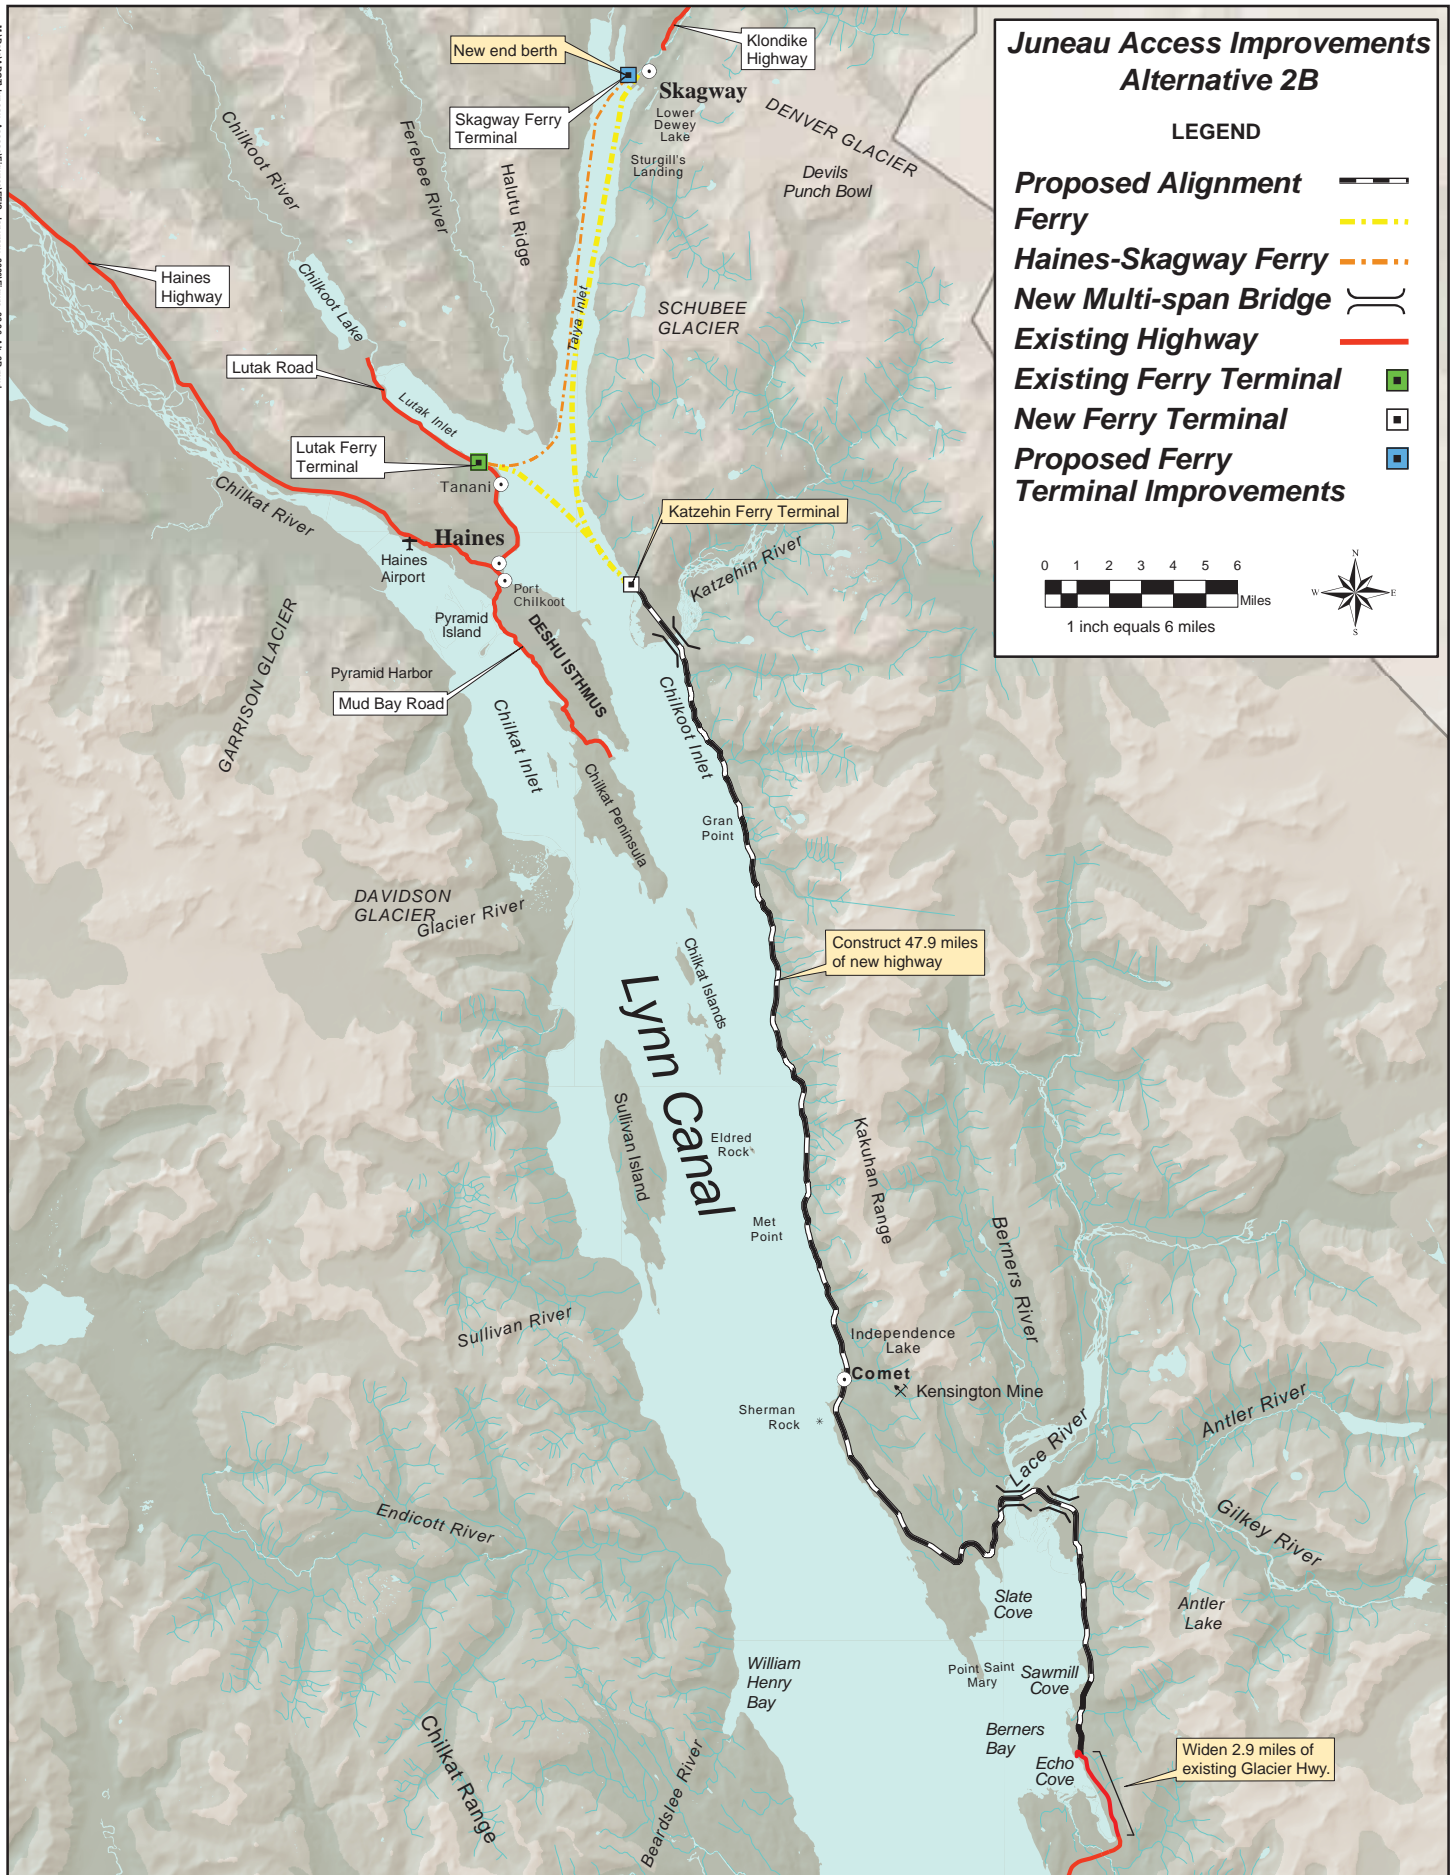 Juneau Access Improvements
Alternative 2B
LEGEND
Proposed Alignment
Ferry
Haines-Skagway Ferry
New Multi-span Bridge
Existing Highway
Existing Ferry Terminal
New Ferry Terminal
Proposed Ferry
Terminal Improvements
0 1 2 3 4 5 6
Miles
1 inch equals 6 miles
N
W
E
S
New end berth
Klondike
Highway
Skagway
Skagway Ferry
Terminal
Lower
Dewey
Lake
DENVER GLACIER
Sturgill's
Landing
Devils
Punch Bowl
Chilkoot River
Ferebee River
Halutu Ridge
Haines
Highway
Chilkoot Lake
Taiya Inlet
SCHUBEE
GLACIER
Lutak Road
Lutak Inlet
Lutak Ferry
Terminal
Tanani
Chilkat River
Katzehin Ferry Terminal
Haines
Haines
Airport
Katzehin River
Port
Chilkoot
Pyramid
Island
DESHU ISTHMUS
GARRISON GLACIER
Pyramid Harbor
Mud Bay Road
Chilkat Inlet
Chilkoot Inlet
Chilkat Peninsula
Gran
Point
DAVIDSON
GLACIER
Glacier River
Construct 47.9 miles
of new highway
Chilkat Islands
Lynn Canal
Sullivan Island
Eldred
Rock
Kakuhan Range
Met
Point
Berners River
Sullivan River
Independence
Lake
Comet
Kensington Mine
Sherman
Rock
Antler River
Lace River
Endicott River
Gilkey River
Slate
Cove
Antler
Lake
William
Henry
Bay
Point Saint
Mary
Sawmill
Cove
Berners
Bay
Echo
Cove
Widen 2.9 miles of
existing Glacier Hwy.
Chilkat Range
Beardslee River